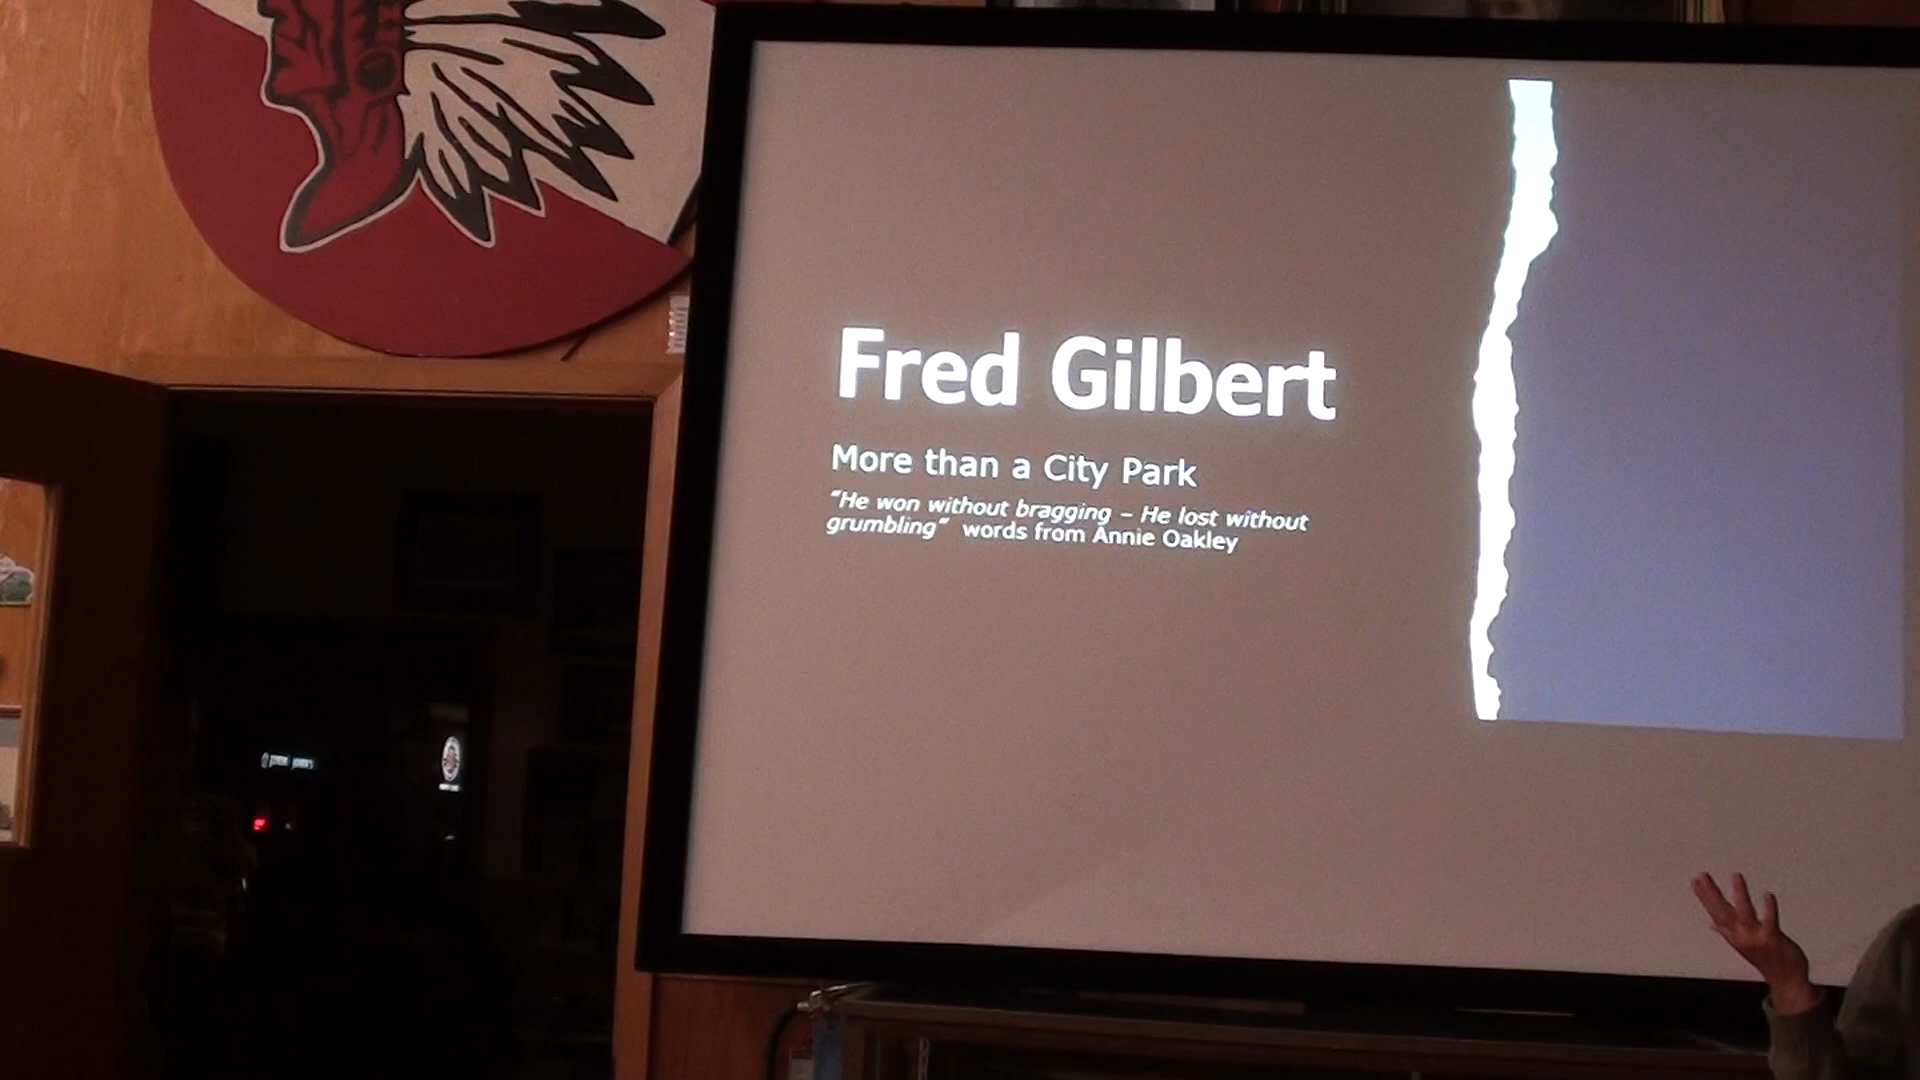 Fred Gilbert
More than a City Park
“He won without bragging – He lost without
grumbling” words from Annie Oakley